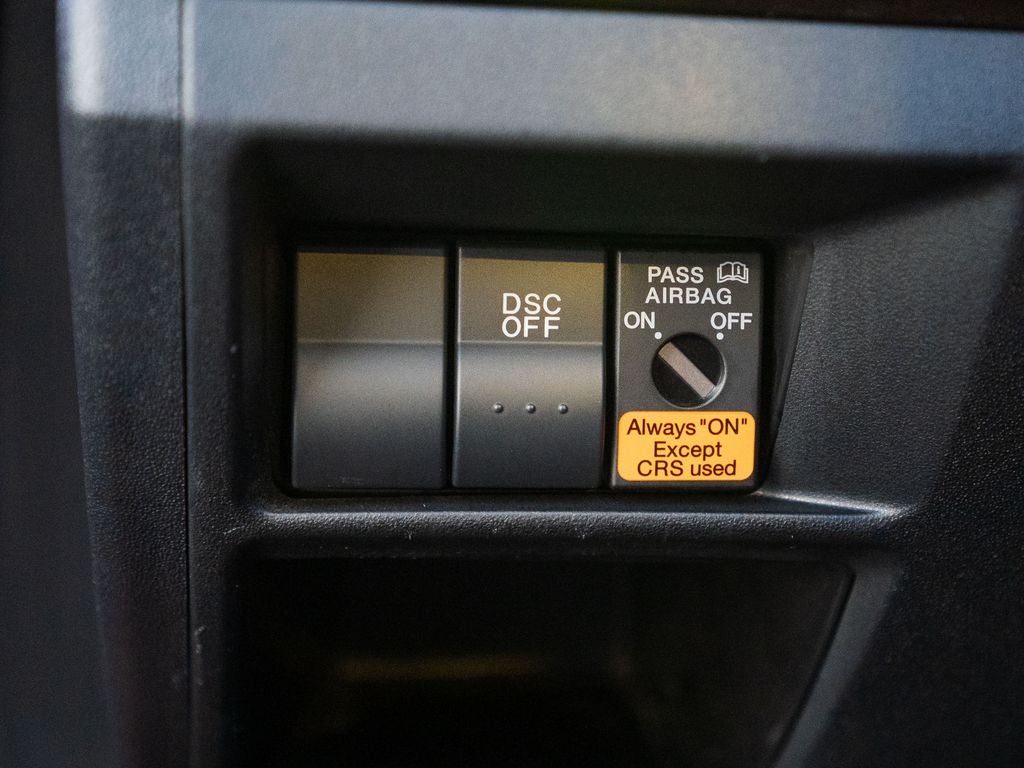 DSC
OFF
PASS
AIRBAG
ON OFF
Always "ON"
Except
CRS used